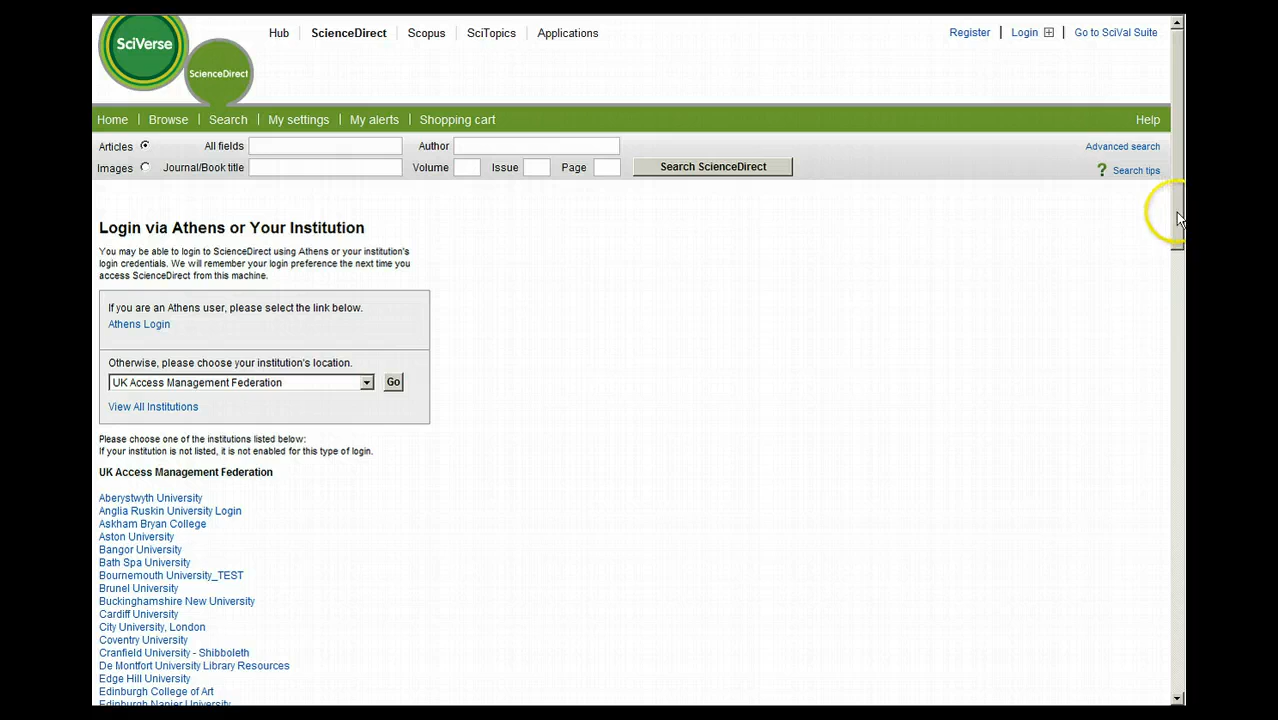 SciVerse
ScienceDirect
Hub | ScienceDirect | Scopus | SciTopics | Applications
Register | Login | Go to SciVal Suite
Home | Browse | Search | My settings | My alerts | Shopping cart
Help
Articles All fields Author
Advanced search
Images Journal/Book title Volume Issue Page Search ScienceDirect
? Search tips
Login via Athens or Your Institution
You may be able to login to ScienceDirect using Athens or your institution's
login credentials. We will remember your login preference the next time you
access ScienceDirect from this machine.
If you are an Athens user, please select the link below.
Athens Login
Otherwise, please choose your institution's location.
UK Access Management Federation Go
View All Institutions
Please choose one of the institutions listed below:
If your institution is not listed, it is not enabled for this type of login.
UK Access Management Federation
Aberystwyth University
Anglia Ruskin University Login
Askham Bryan College
Aston University
Bangor University
Bath Spa University
Bournemouth University_TEST
Brunel University
Buckinghamshire New University
Cardiff University
City University, London
Coventry University
Cranfield University - Shibboleth
De Montfort University Library Resources
Edge Hill University
Edinburgh College of Art
Edinburgh Napier University